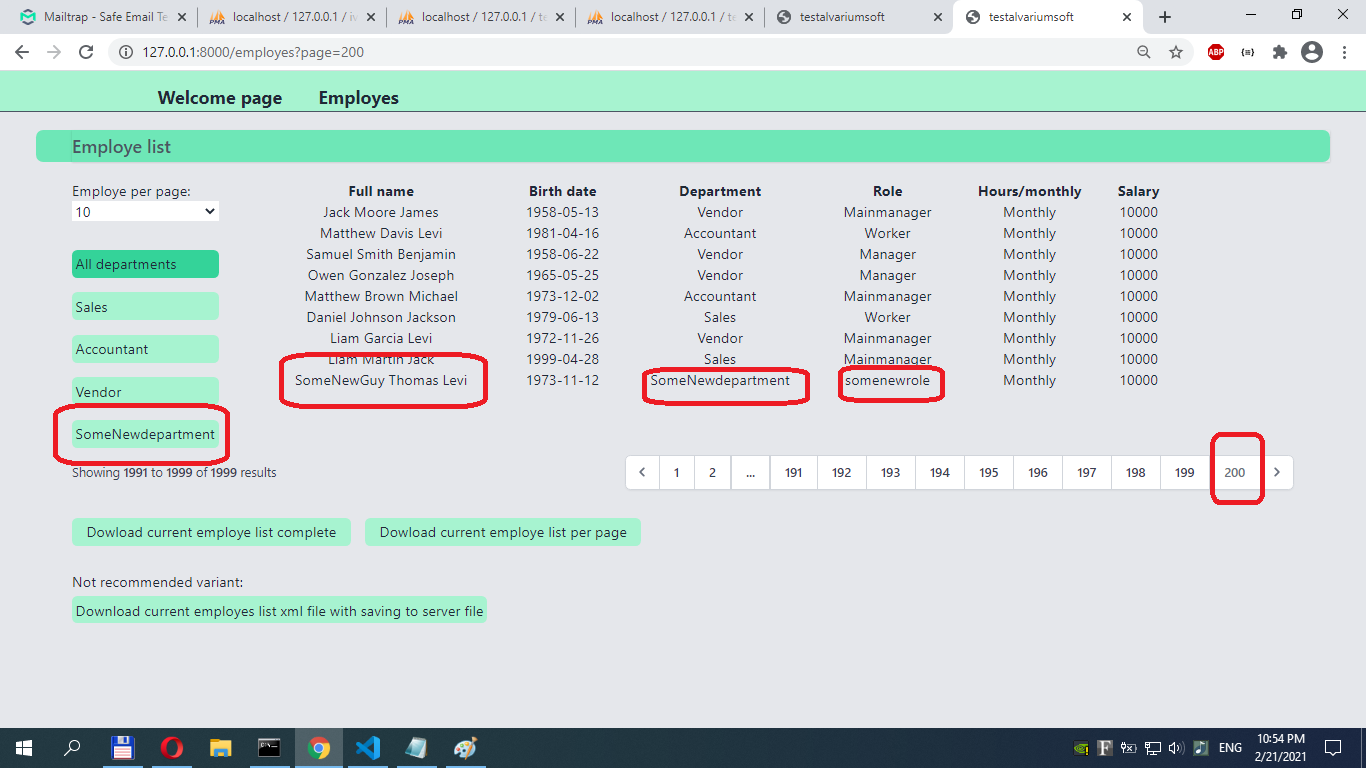 Mailtrap - Safe Email Te
localhost / 127.0.0.1 / iv
localhost / 127.0.0.1 / te
localhost / 127.0.0.1 / te
testalvariumsoft
testalvariumsoft
127.0.0.1:8000/employes?page=200
ABP
Welcome page Employes
Employe list
Employe per page:
10
All departments
Sales
Accountant
Vendor
SomeNewdepartment
Full name Birth date Department Role Hours/monthly Salary
Jack Moore James 1958-05-13 Vendor Mainmanager Monthly 10000
Matthew Davis Levi 1981-04-16 Accountant Worker Monthly 10000
Samuel Smith Benjamin 1958-06-22 Vendor Manager Monthly 10000
Owen Gonzalez Joseph 1965-05-25 Vendor Manager Monthly 10000
Matthew Brown Michael 1973-12-02 Accountant Mainmanager Monthly 10000
Daniel Johnson Jackson 1979-06-13 Sales Worker Monthly 10000
Liam Garcia Levi 1972-11-26 Vendor Mainmanager Monthly 10000
Liam Martin Jack 1999-04-28 Sales Mainmanager Monthly 10000
SomeNewGuy Thomas Levi 1973-11-12 SomeNewdepartment somenewrole Monthly 10000
Showing 1991 to 1999 of 1999 results
1 2 ... 191 192 193 194 195 196 197 198 199 200
Dowload current employe list complete
Dowload current employe list per page
Not recommended variant:
Download current employes list xml file with saving to server file
ENG
10:54 PM
2/21/2021